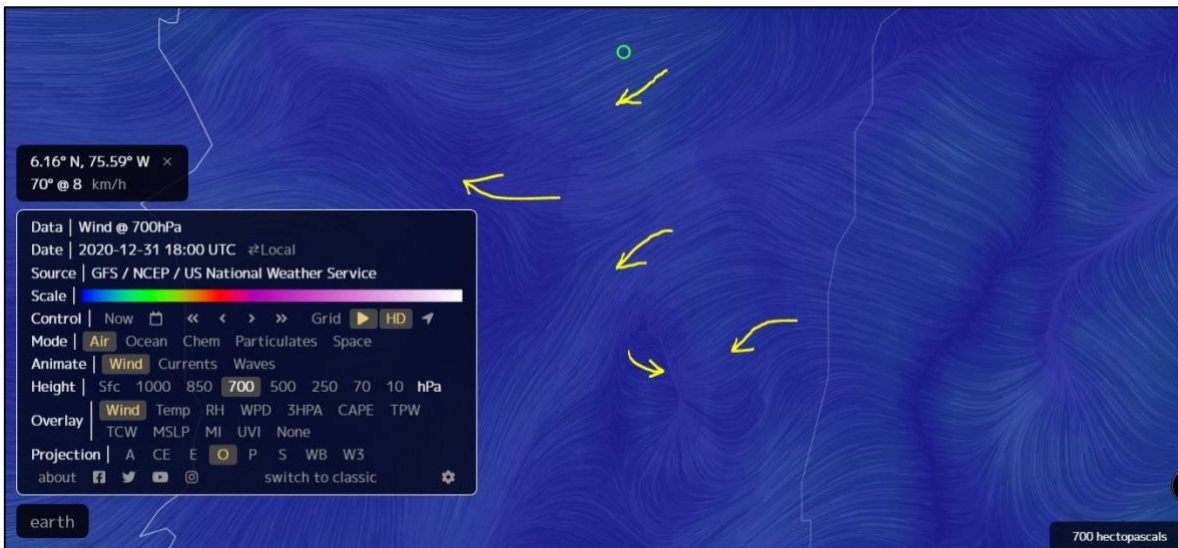 6.16° N, 75.59° W ×
70° @ 8 km/h
Data | Wind @ 700hPa
Date | 2020-12-31 18:00 UTC ⇄Local
Source | GFS / NCEP / US National Weather Service
Scale |
Control | Now « ‹ › » Grid HD
Mode | Air Ocean Chem Particulates Space
Animate | Wind Currents Waves
Height | Sfc 1000 850 700 500 250 70 10 hPa
Overlay | Wind Temp RH WPD 3HPA CAPE TPW
TCW MSLP MI UVI None
Projection | A CE E O P S WB W3
about switch to classic
earth
700 hectopascals